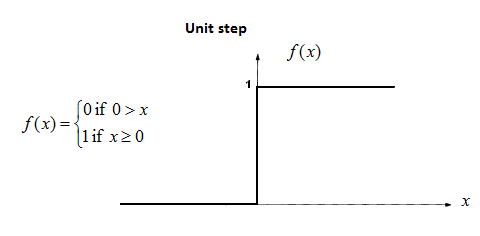 Unit step
f(x)
1
f(x) = { 0 if 0 > x
1 if x ≥ 0
x